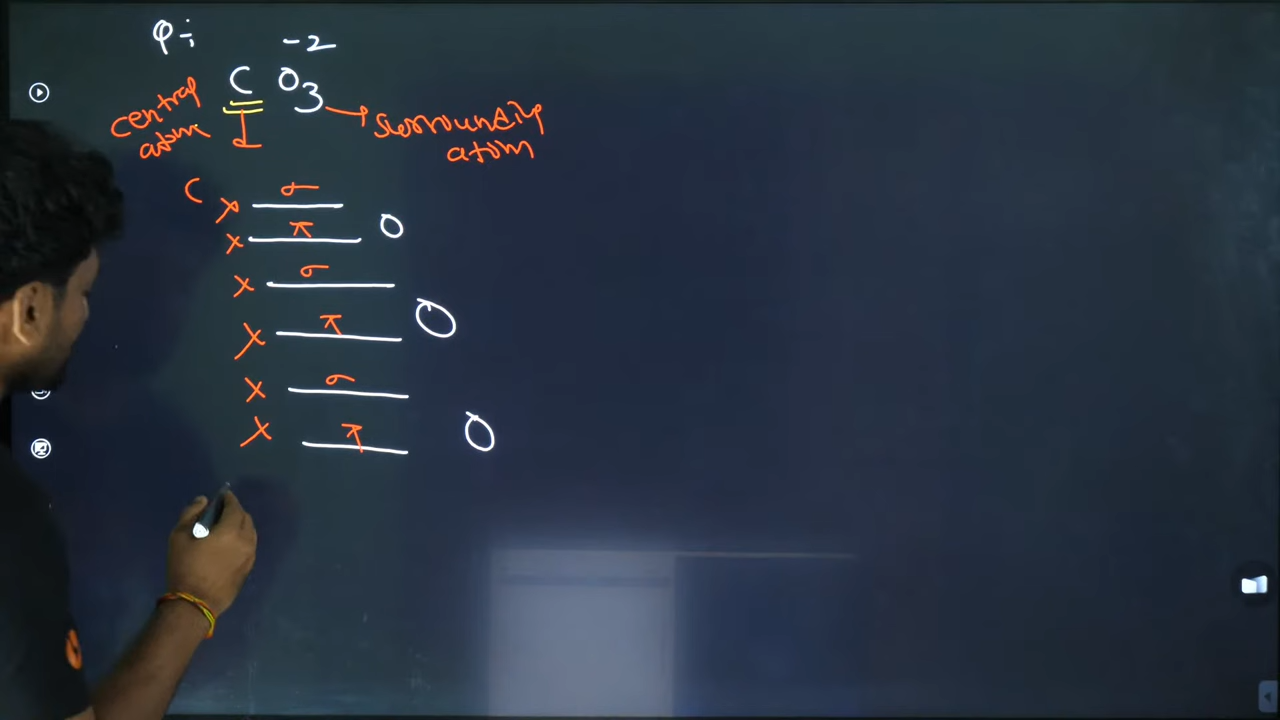 φ÷
-2
C O3
central
atom
surrounding
atom
C
x σ
x π O
x σ
x π O
x σ
x π O